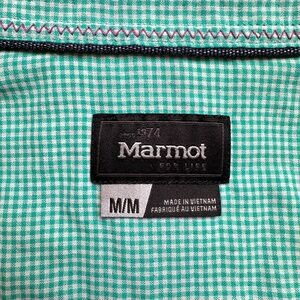 SINCE 1974
Marmot
FOR LIFE
M/M
MADE IN VIETNAM
FABRIQUÉ AU VIETNAM